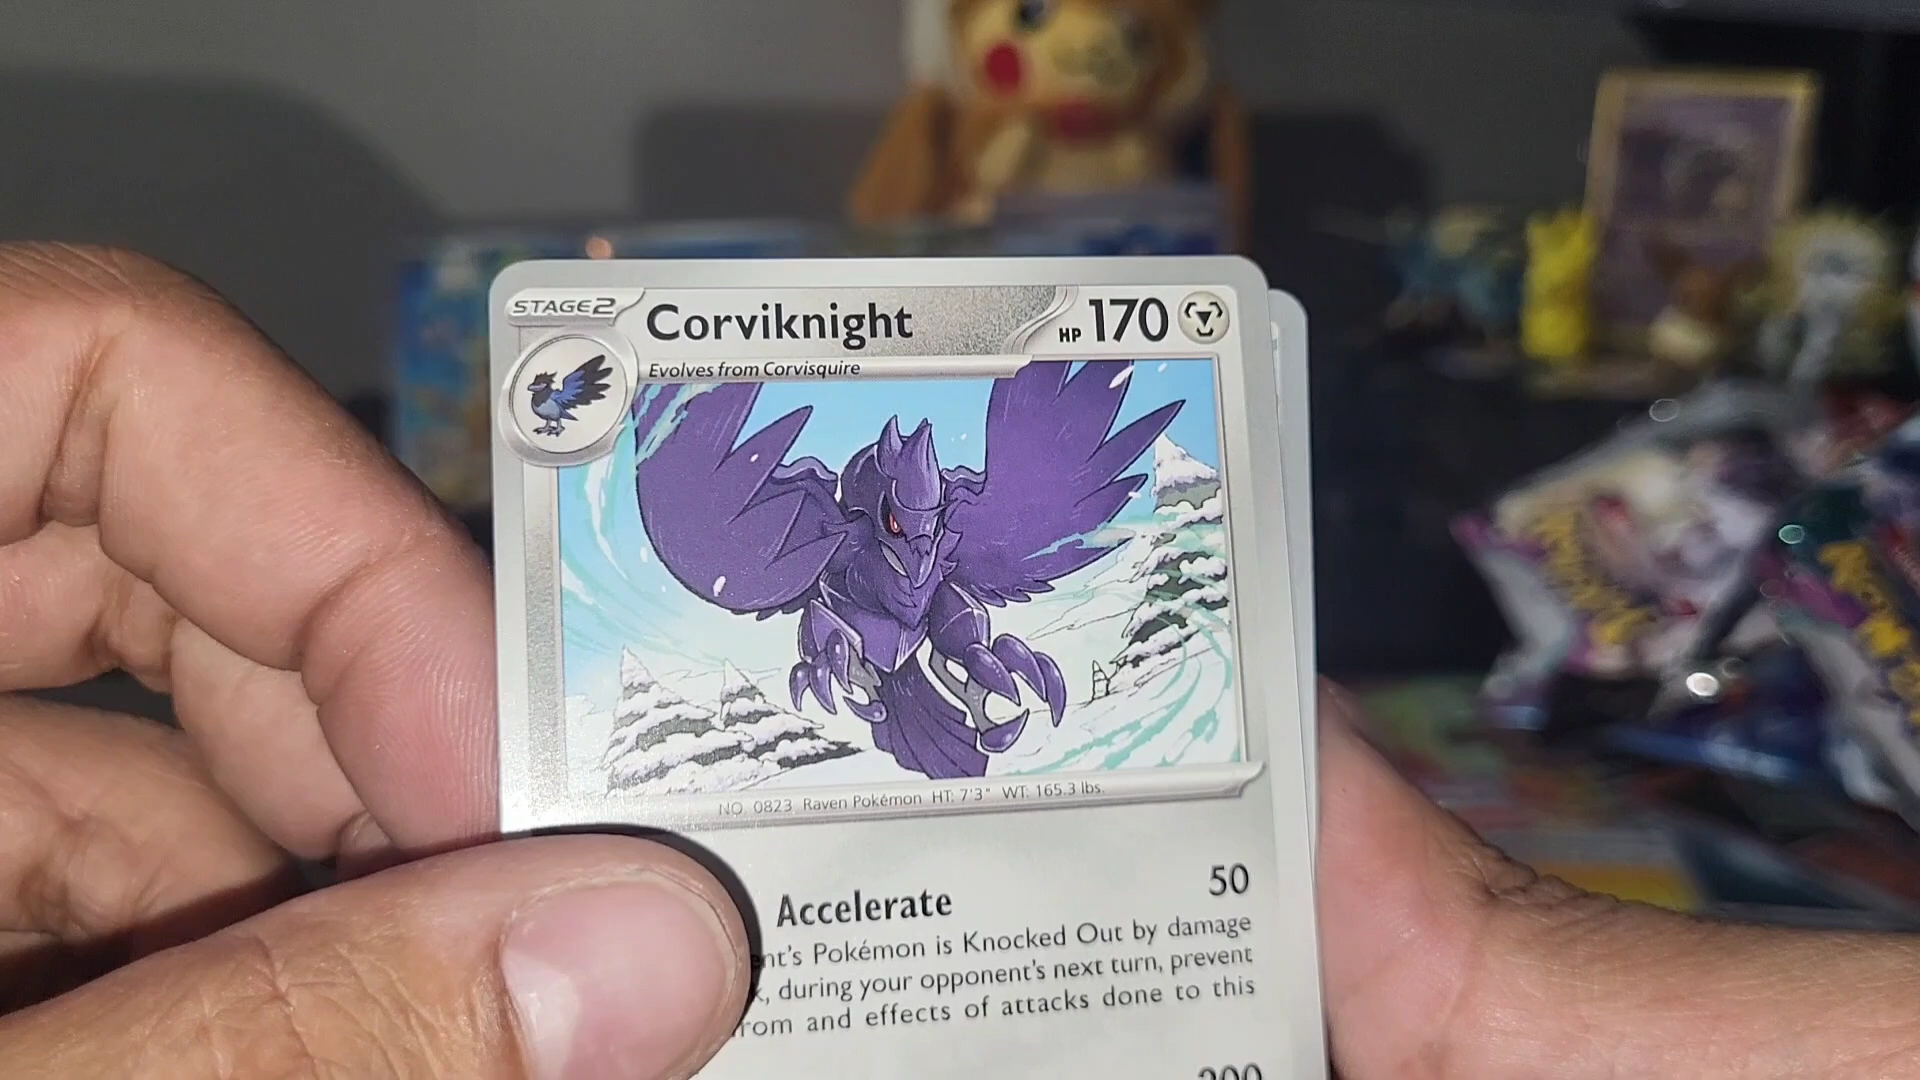 STAGE2
Corviknight
HP 170
Evolves from Corvisquire
NO. 0823 Raven Pokémon HT: 7'3" WT: 165.3 lbs.
Accelerate 50
Pokémon is Knocked Out by damage
during your opponent's next turn, prevent
and effects of attacks done to this